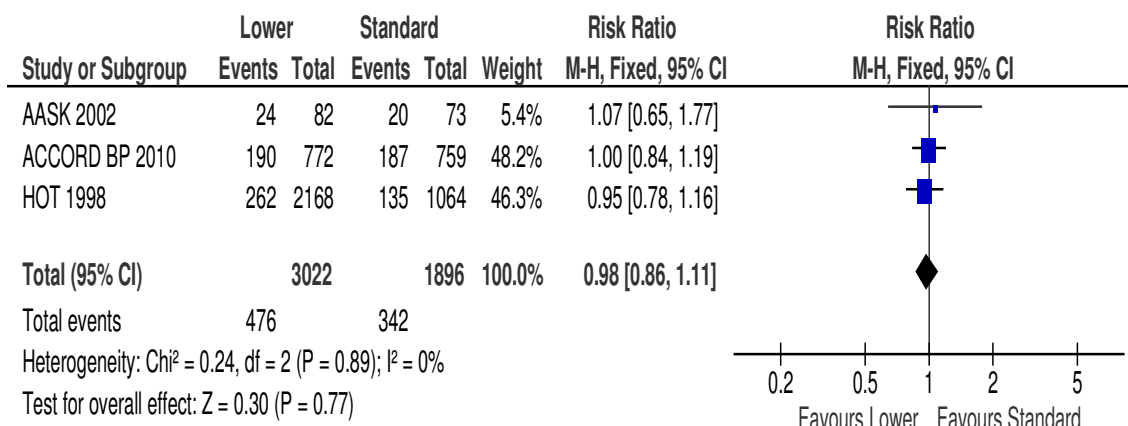 Lower Standard Risk Ratio Risk Ratio
Study or Subgroup Events Total Events Total Weight M-H, Fixed, 95% CI M-H, Fixed, 95% CI
AASK 2002 24 82 20 73 5.4% 1.07 [0.65, 1.77]
ACCORD BP 2010 190 772 187 759 48.2% 1.00 [0.84, 1.19]
HOT 1998 262 2168 135 1064 46.3% 0.95 [0.78, 1.16]
Total (95% CI) 3022 1896 100.0% 0.98 [0.86, 1.11]
Total events 476 342
Heterogeneity: Chi² = 0.24, df = 2 (P = 0.89); I² = 0%
Test for overall effect: Z = 0.30 (P = 0.77)
0.2 0.5 1 2 5
Favours Lower Favours Standard